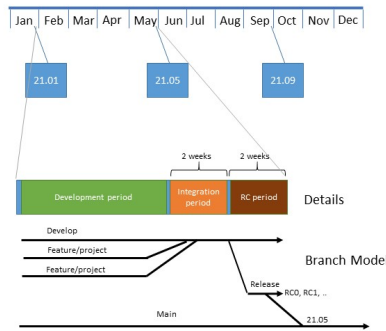 Jan Feb Mar Apr May Jun Jul Aug Sep Oct Nov Dec
21.01 21.05 21.09
2 weeks 2 weeks
Development period
Integration
period
RC period
Details
Develop
Feature/project
Feature/project
Branch Model
Release
RC0, RC1, ..
Main
21.05